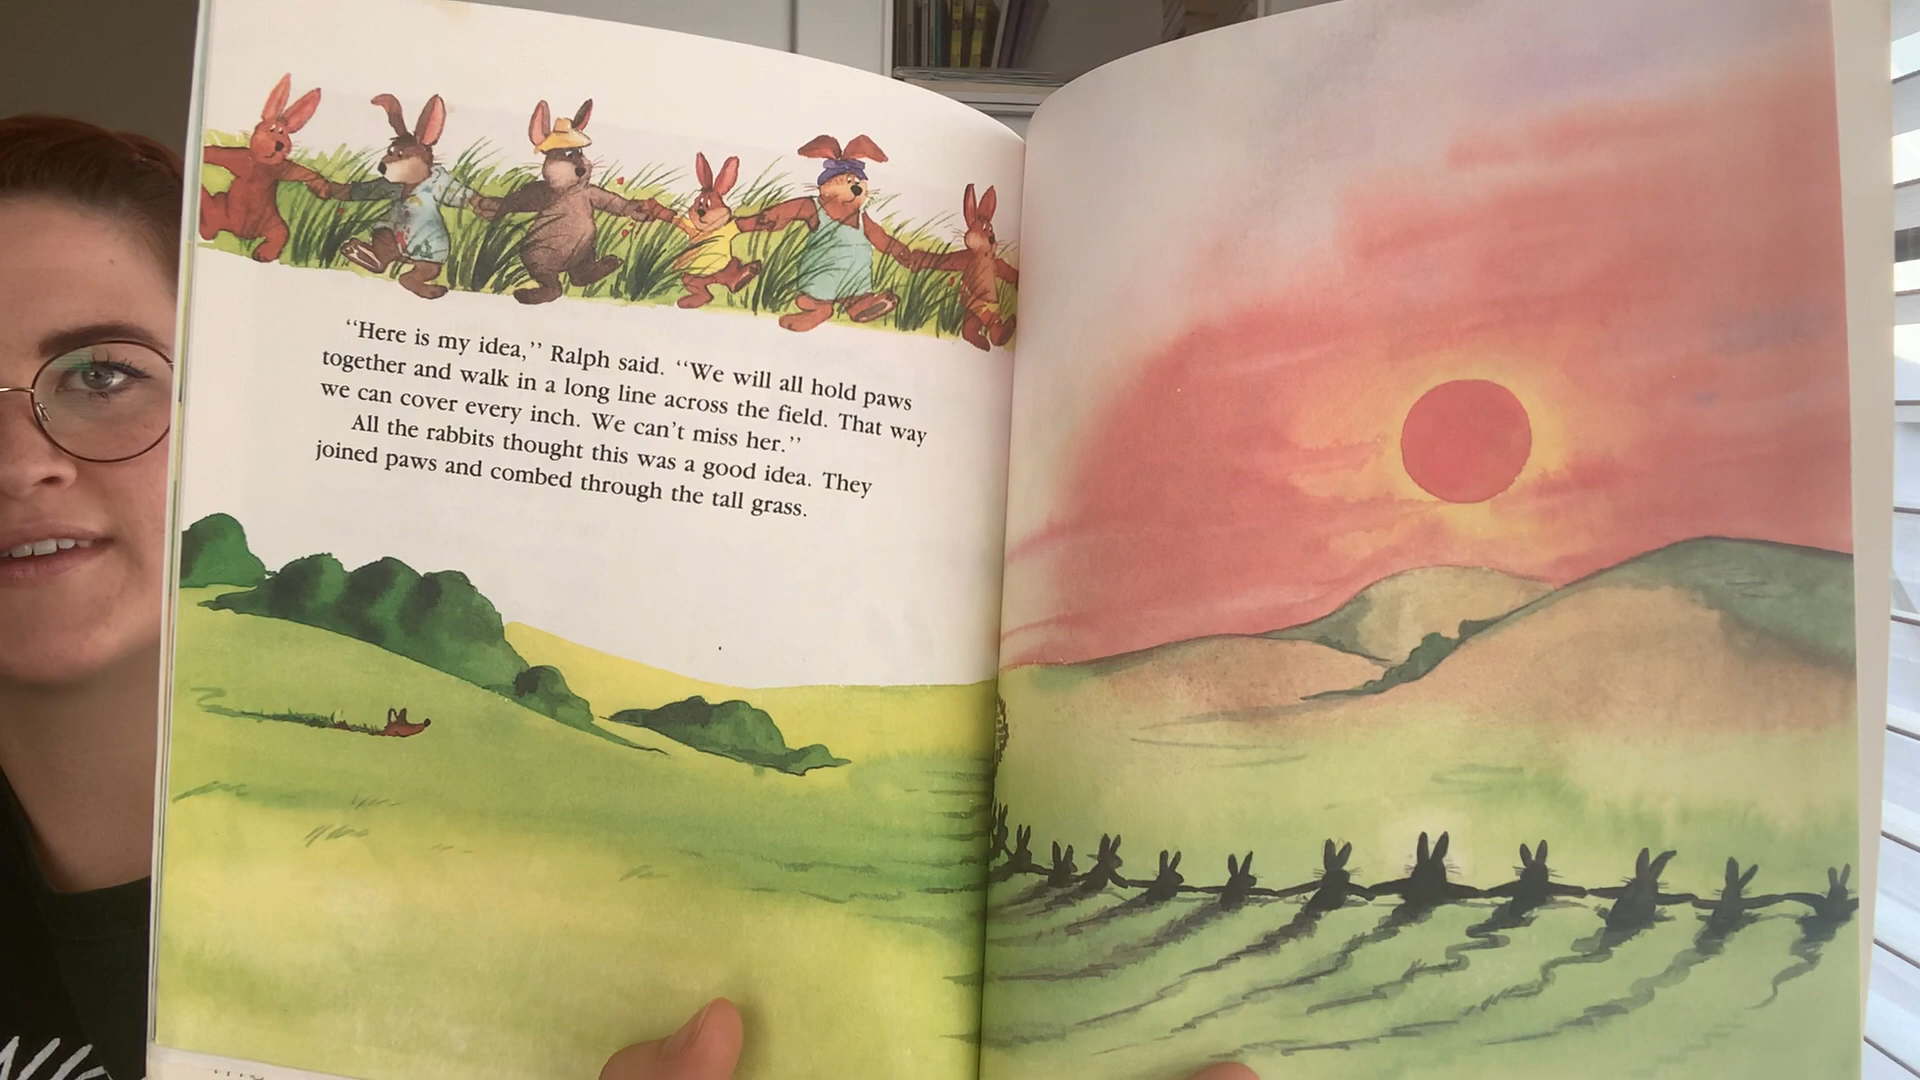 ‘‘Here is my idea,’’ Ralph said. ‘‘We will all hold paws
together and walk in a long line across the field. That way
we can cover every inch. We can’t miss her.’’
All the rabbits thought this was a good idea. They
joined paws and combed through the tall grass.